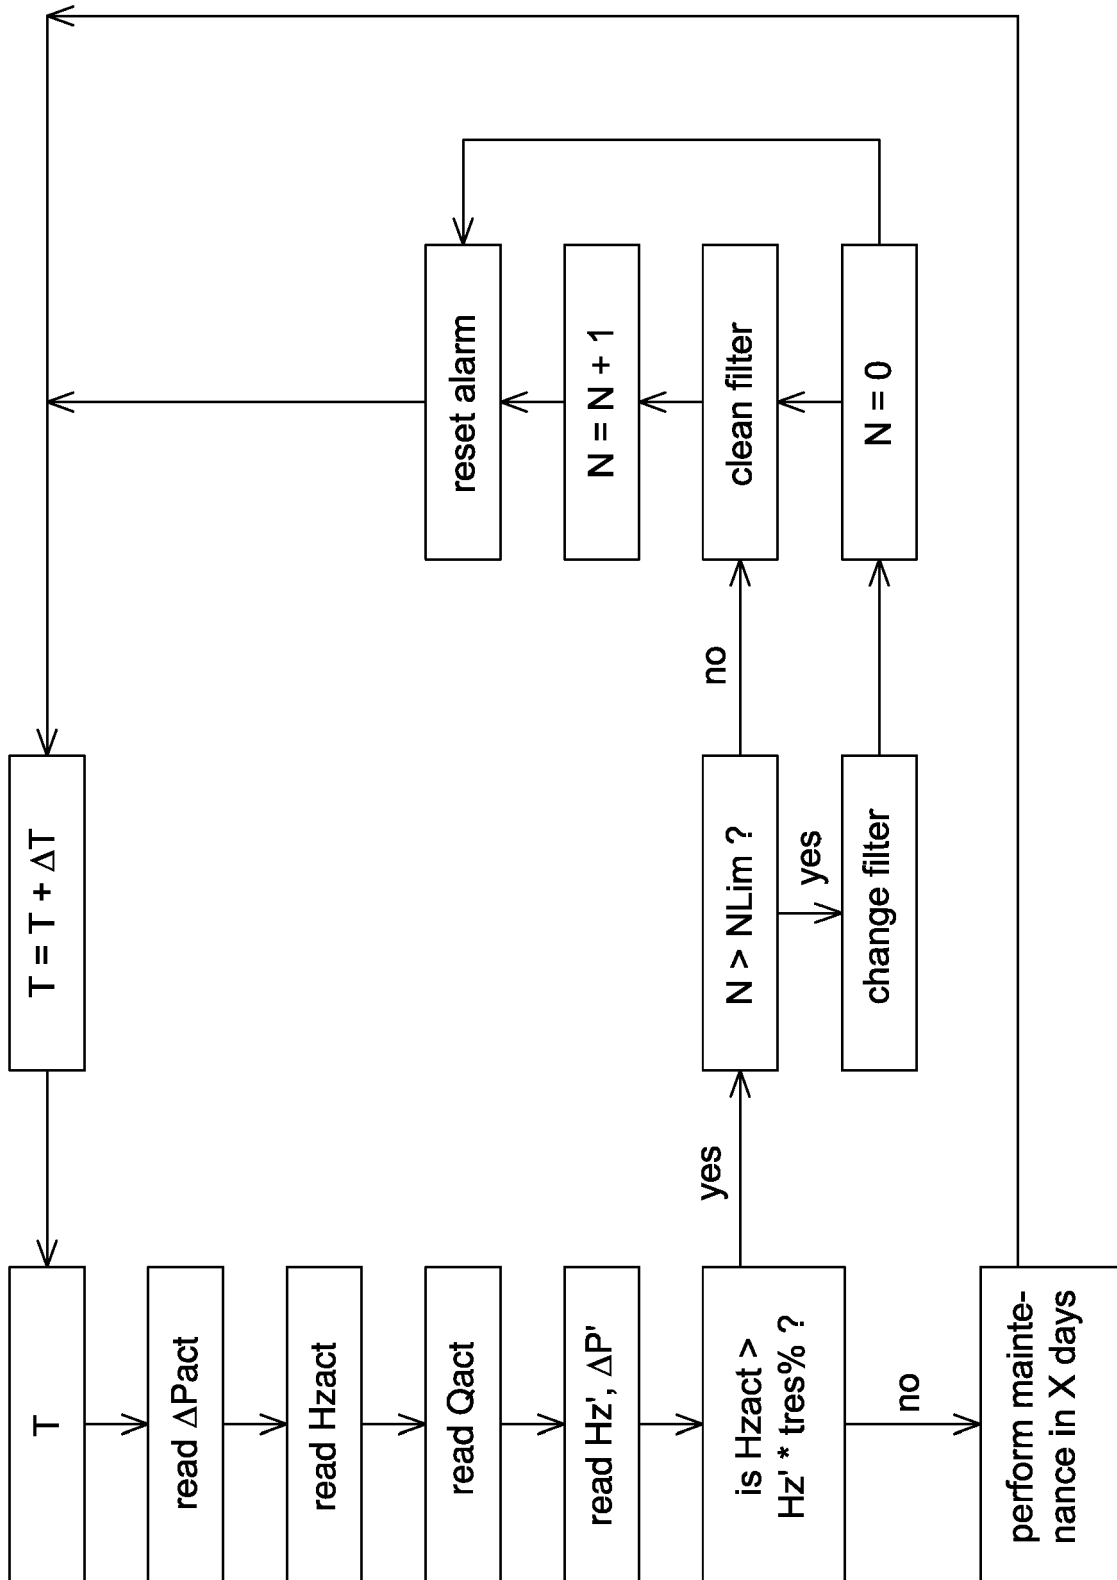 T
T = T + ΔT
read ΔPact
read Hzact
read Qact
reset alarm
read Hz', ΔP'
N = N + 1
is Hzact >
Hz' * tres% ?
yes
N > NLim ?
no
clean filter
no
yes
change filter
N = 0
perform mainte-
nance in X days